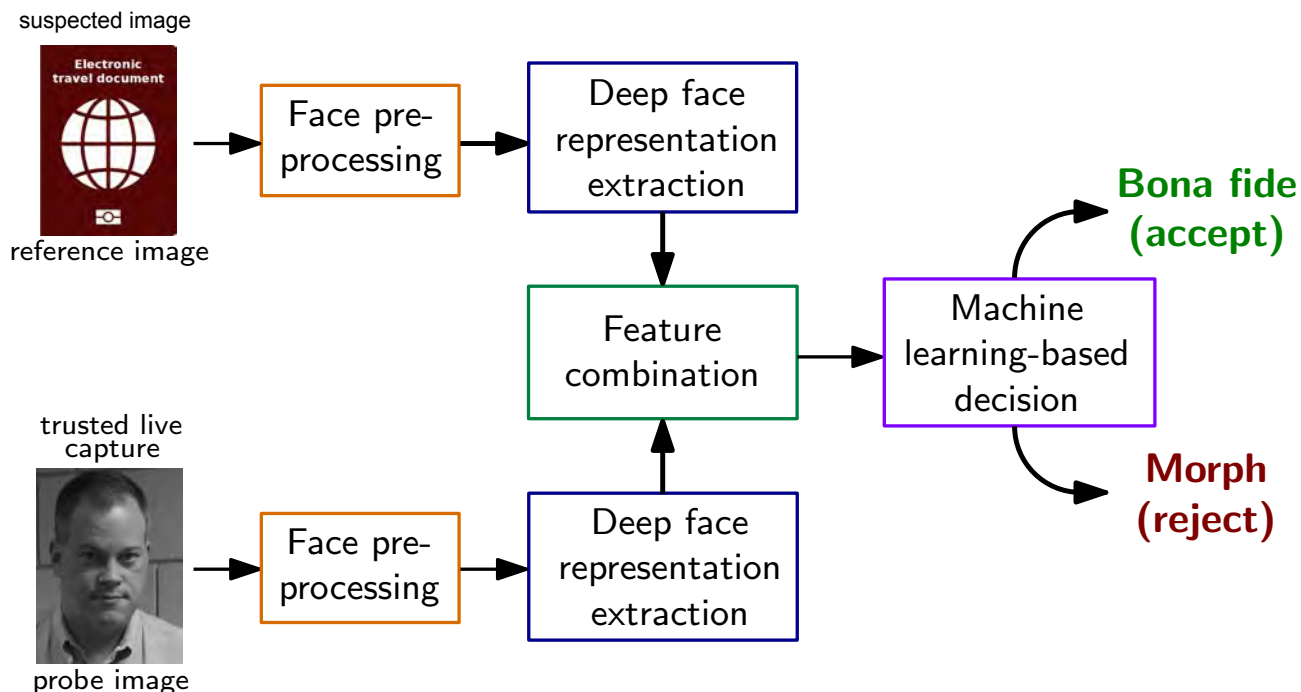 suspected image
Electronic
travel document
reference image
Face pre-
processing
Deep face
representation
extraction
Feature
combination
Machine
learning-based
decision
Bona fide
(accept)
Morph
(reject)
trusted live
capture
probe image
Face pre-
processing
Deep face
representation
extraction